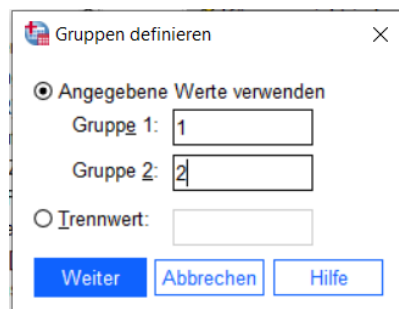 Gruppen definieren
Angegebene Werte verwenden
Gruppe 1: 1
Gruppe 2: 2
Trennwert:
Weiter Abbrechen Hilfe